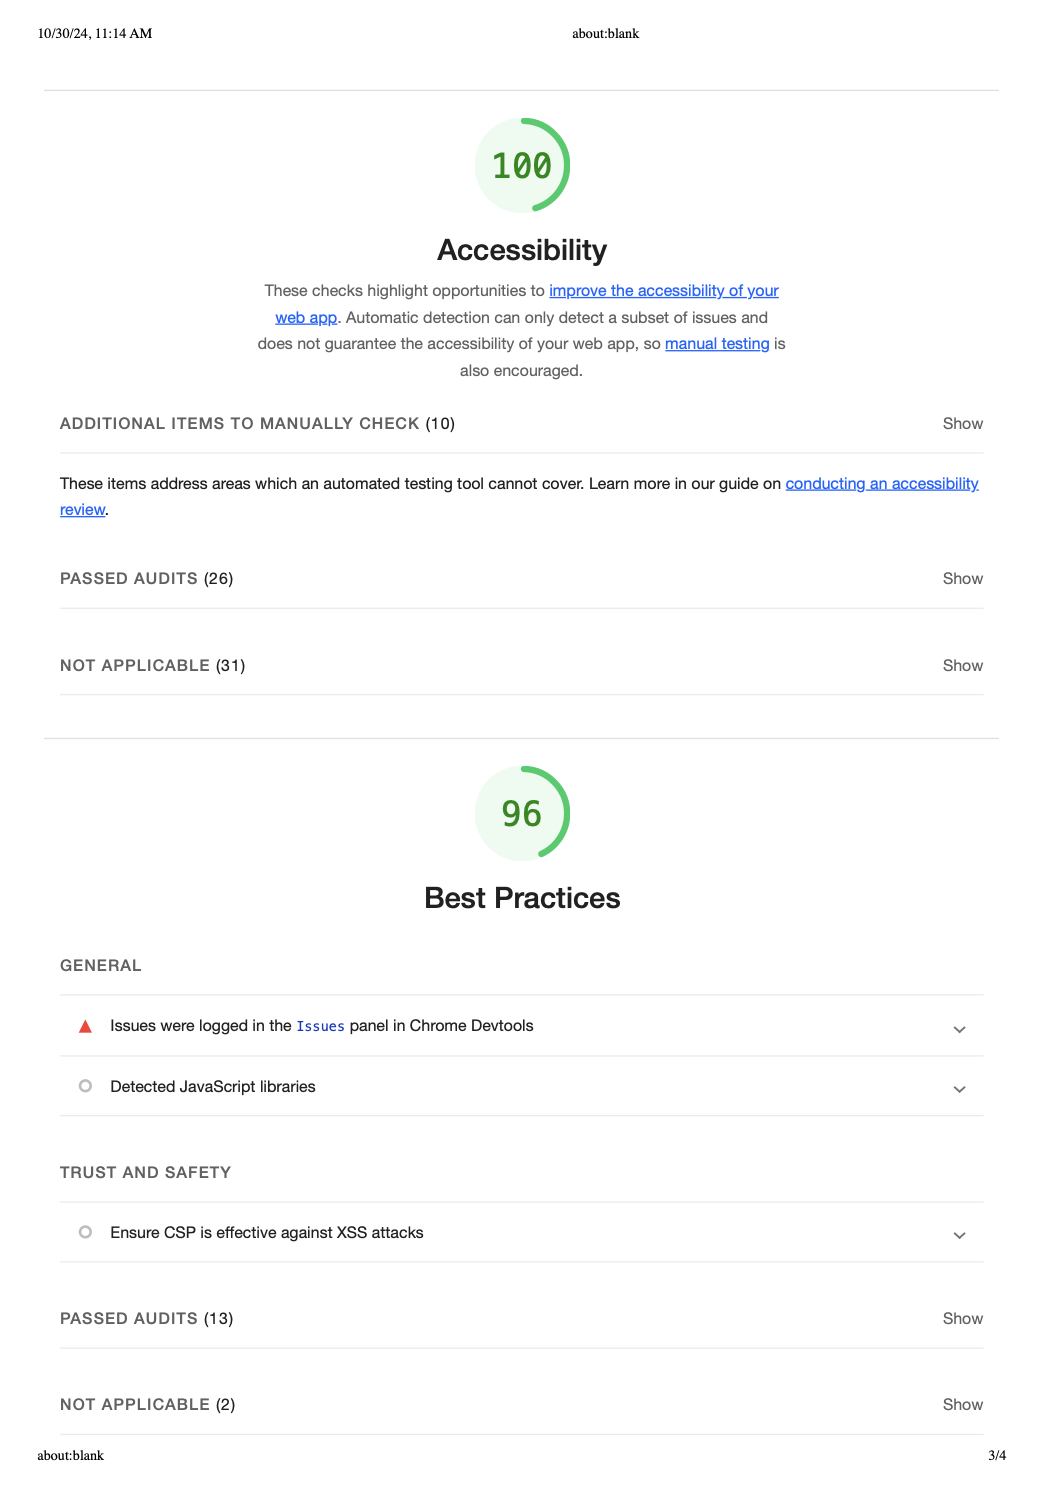 10/30/24, 11:14 AM about:blank
100
Accessibility
These checks highlight opportunities to improve the accessibility of your
web app. Automatic detection can only detect a subset of issues and
does not guarantee the accessibility of your web app, so manual testing is
also encouraged.
ADDITIONAL ITEMS TO MANUALLY CHECK (10) Show
These items address areas which an automated testing tool cannot cover. Learn more in our guide on conducting an accessibility
review.
PASSED AUDITS (26) Show
NOT APPLICABLE (31) Show
96
Best Practices
GENERAL
Issues were logged in the Issues panel in Chrome Devtools
Detected JavaScript libraries
TRUST AND SAFETY
Ensure CSP is effective against XSS attacks
PASSED AUDITS (13) Show
NOT APPLICABLE (2) Show
about:blank 3/4